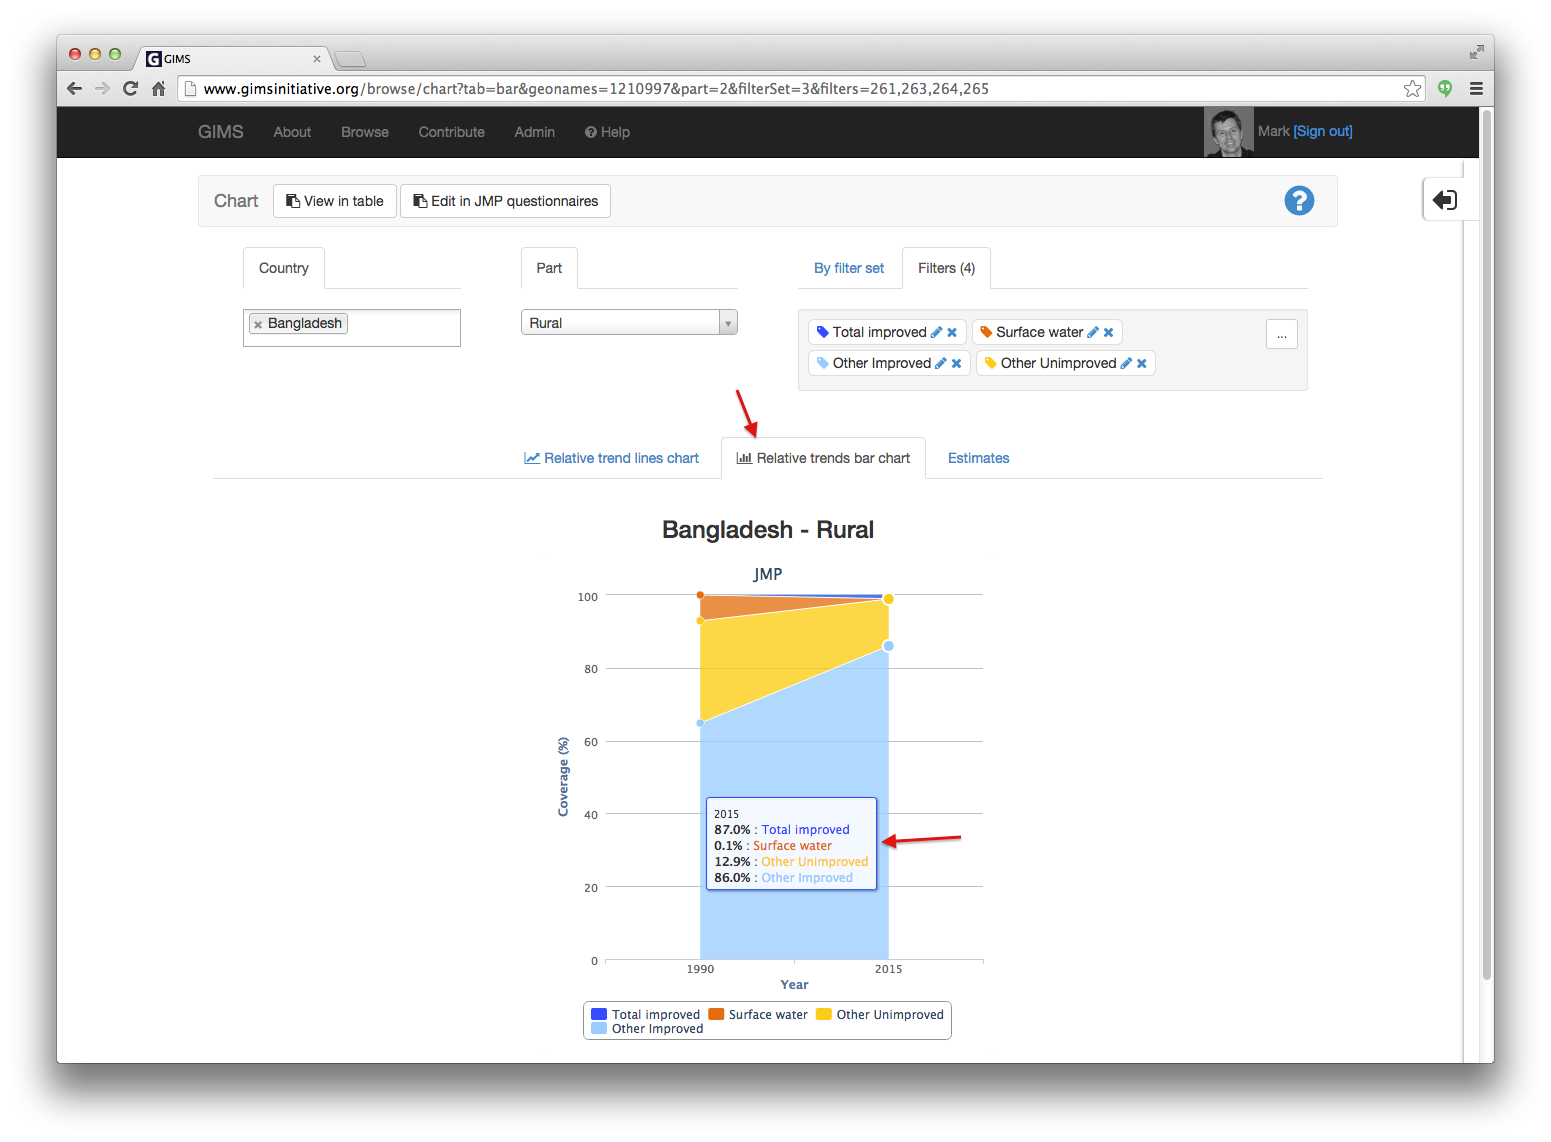 GIMS
www.gimsinitiative.org/browse/chart?tab=bar&geonames=1210997&part=2&filterSet=3&filters=261,263,264,265
GIMS About Browse Contribute Admin Help Mark [Sign out]
Chart View in table Edit in JMP questionnaires ?
Country Part By filter set Filters (4)
Bangladesh Rural Total improved Surface water ...
Other Improved Other Unimproved
Relative trend lines chart Relative trends bar chart Estimates
Bangladesh - Rural
JMP
100
80
60
40
20
0
Coverage (%)
2015
87.0% : Total improved
0.1% : Surface water
12.9% : Other Unimproved
86.0% : Other Improved
1990 2015
Year
Total improved Surface water Other Unimproved
Other Improved